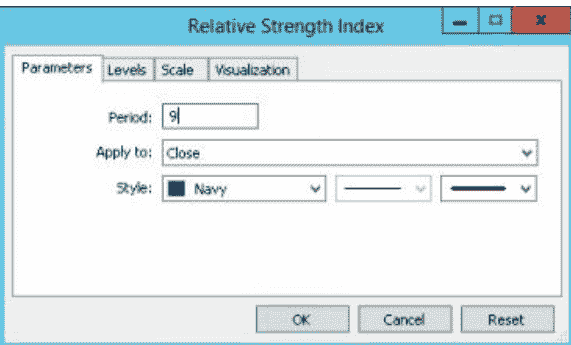 Relative Strength Index
Parameters Levels Scale Visualization
Period: 9
Apply to: Close
Style: Navy
OK Cancel Reset